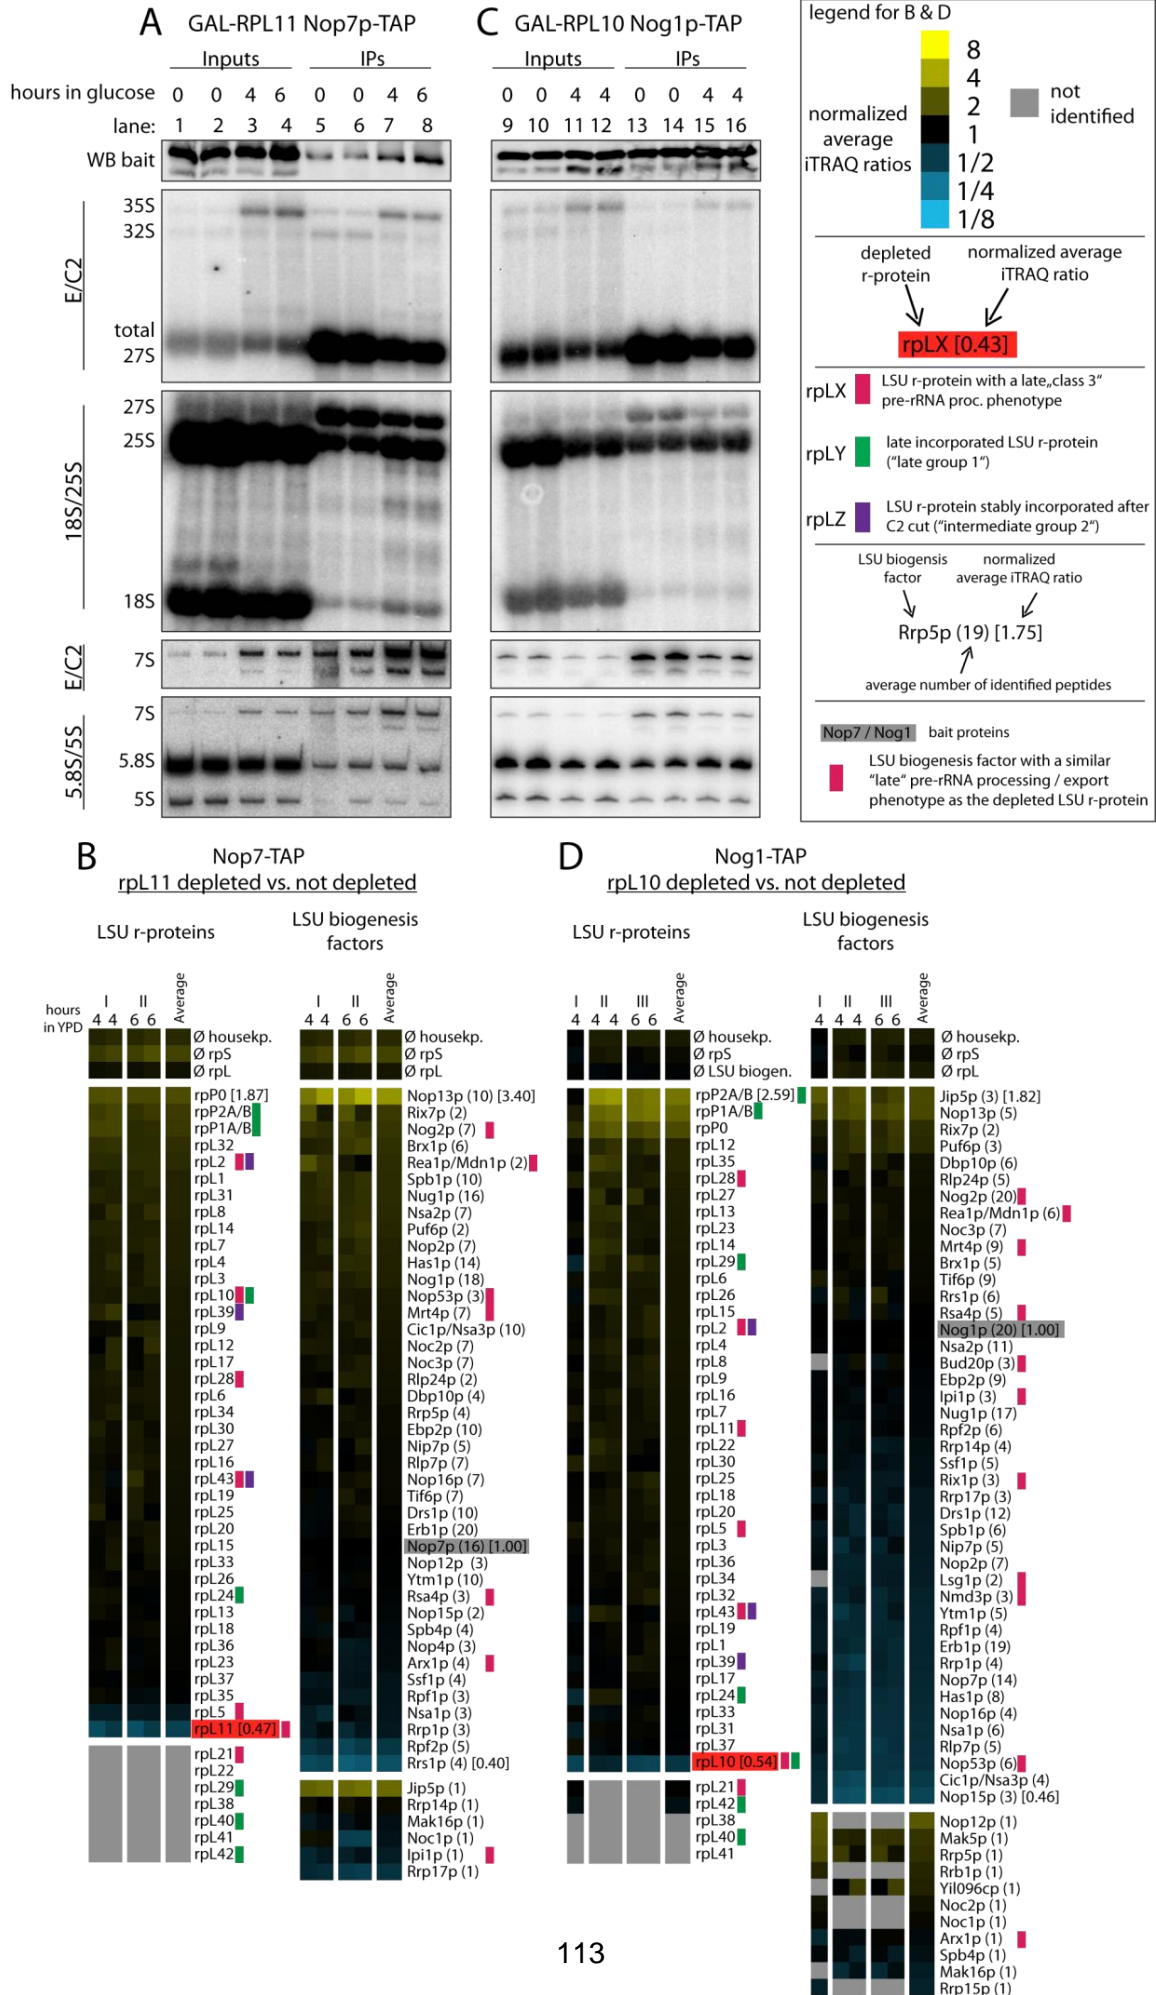 A GAL-RPL11 Nop7p-TAP
Inputs IPs
hours in glucose 0 0 4 6 0 0 4 6
lane: 1 2 3 4 5 6 7 8
WB bait
E/C2
35S
32S
total
27S
18S/25S
27S
25S
18S
E/C2
7S
5.8S/5S
7S
5.8S
5S
C GAL-RPL10 Nog1p-TAP
Inputs IPs
0 0 4 4 0 0 4 4
9 10 11 12 13 14 15 16
legend for B & D
normalized
average
iTRAQ ratios
8
4
2
1
1/2
1/4
1/8
not
identified
depleted
r-protein
normalized average
iTRAQ ratio
rpLX [0.43]
rpLX LSU r-protein with a late„class 3“
pre-rRNA proc. phenotype
rpLY late incorporated LSU r-protein
(“late group 1“)
rpLZ LSU r-protein stably incorporated after
C2 cut (“intermediate group 2“)
LSU biogensis
factor
normalized
average iTRAQ ratio
Rrp5p (19) [1.75]
average number of identified peptides
Nop7 / Nog1 bait proteins
LSU biogenesis factor with a similar
“late“ pre-rRNA processing / export
phenotype as the depleted LSU r-protein
B Nop7-TAP
rpL11 depleted vs. not depleted
LSU r-proteins
hours
in YPD
I II Average
4 4 6 6
Ø housekp.
Ø rpS
Ø rpL
rpP0 [1.87]
rpP2A/B
rpP1A/B
rpL32
rpL2
rpL1
rpL31
rpL8
rpL14
rpL7
rpL4
rpL3
rpL10
rpL39
rpL9
rpL12
rpL17
rpL28
rpL6
rpL34
rpL30
rpL27
rpL16
rpL43
rpL19
rpL25
rpL20
rpL15
rpL33
rpL26
rpL24
rpL13
rpL18
rpL36
rpL23
rpL37
rpL35
rpL5
rpL11 [0.47]
rpL21
rpL22
rpL29
rpL38
rpL40
rpL41
rpL42
LSU biogenesis
factors
I II Average
4 4 6 6
Ø housekp.
Ø rpS
Ø rpL
Nop13p (10) [3.40]
Rix7p (2)
Nog2p (7)
Brx1p (6)
Rea1p/Mdn1p (2)
Spb1p (10)
Nug1p (16)
Nsa2p (7)
Puf6p (2)
Nop2p (7)
Has1p (14)
Nog1p (18)
Nop53p (3)
Mrt4p (7)
Cic1p/Nsa3p (10)
Noc2p (7)
Noc3p (7)
Rlp24p (2)
Dbp10p (4)
Rrp5p (4)
Ebp2p (10)
Nip7p (5)
Rlp7p (7)
Nop16p (7)
Tif6p (7)
Drs1p (10)
Erb1p (20)
Nop7p (16) [1.00]
Nop12p (3)
Ytm1p (10)
Rsa4p (3)
Nop15p (2)
Spb4p (4)
Nop4p (3)
Arx1p (4)
Ssf1p (4)
Rpf1p (3)
Nsa1p (3)
Rrp1p (3)
Rpf2p (5)
Rrs1p (4) [0.40]
Jip5p (1)
Rrp14p (1)
Mak16p (1)
Noc1p (1)
Ipi1p (1)
Rrp17p (1)
D Nog1-TAP
rpL10 depleted vs. not depleted
LSU r-proteins
I II III Average
4 4 4 6 6
Ø housekp.
Ø rpS
Ø LSU biogen.
rpP2A/B [2.59]
rpP1A/B
rpP0
rpL12
rpL35
rpL28
rpL27
rpL13
rpL23
rpL14
rpL29
rpL6
rpL26
rpL15
rpL2
rpL4
rpL8
rpL9
rpL16
rpL7
rpL11
rpL22
rpL30
rpL25
rpL18
rpL20
rpL5
rpL3
rpL36
rpL34
rpL32
rpL43
rpL19
rpL1
rpL39
rpL17
rpL24
rpL33
rpL31
rpL37
rpL10 [0.54]
rpL21
rpL42
rpL38
rpL40
rpL41
LSU biogenesis
factors
I II III Average
4 4 4 6 6
Ø housekp.
Ø rpS
Ø rpL
Jip5p (3) [1.82]
Nop13p (5)
Rix7p (2)
Puf6p (3)
Dbp10p (6)
Rlp24p (5)
Nog2p (20)
Rea1p/Mdn1p (6)
Noc3p (7)
Mrt4p (9)
Brx1p (5)
Tif6p (9)
Rrs1p (6)
Rsa4p (5)
Nog1p (20) [1.00]
Nsa2p (11)
Bud20p (3)
Ebp2p (9)
Ipi1p (3)
Nug1p (17)
Rpf2p (6)
Rrp14p (4)
Ssf1p (5)
Rix1p (3)
Rrp17p (3)
Drs1p (12)
Spb1p (6)
Nip7p (5)
Nop2p (7)
Lsg1p (2)
Nmd3p (3)
Ytm1p (5)
Rpf1p (4)
Erb1p (19)
Rrp1p (4)
Nop7p (14)
Has1p (8)
Nop16p (4)
Nsa1p (6)
Rlp7p (5)
Nop53p (6)
Cic1p/Nsa3p (4)
Nop15p (3) [0.46]
Nop12p (1)
Mak5p (1)
Rrp5p (1)
Rrb1p (1)
Yil096cp (1)
Noc2p (1)
Noc1p (1)
Arx1p (1)
Spb4p (1)
Mak16p (1)
Rrp15p (1)
113